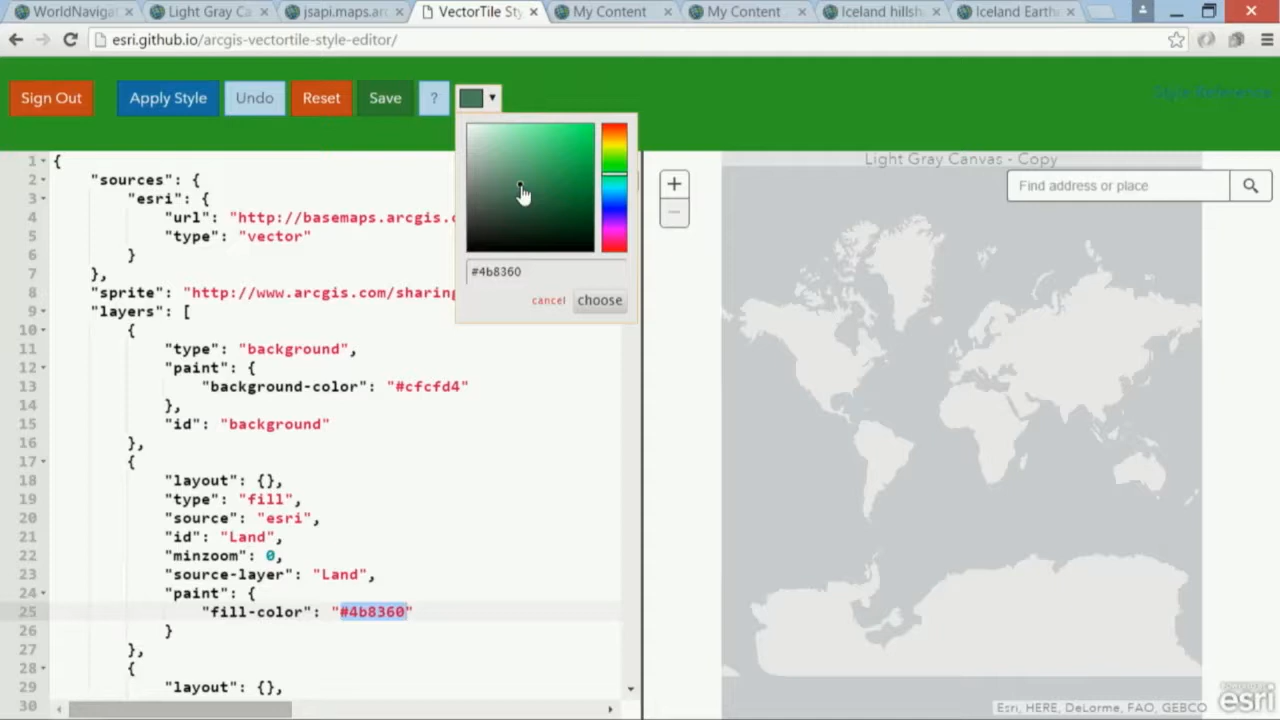 WorldNavigat
Light Gray Ca
jsapi.maps.arc
VectorTile Sty
My Content
My Content
Iceland hillsh
Iceland Earth
esri.github.io/arcgis-vectortile-style-editor/
Sign Out
Apply Style
Undo
Reset
Save
?
Style Reference
#4b8360
cancel
choose
1 {
2 "sources": {
3 "esri": {
4 "url": "http://basemaps.arcgis.c
5 "type": "vector"
6 }
7 },
8 "sprite": "http://www.arcgis.com/sharing
9 "layers": [
10 {
11 "type": "background",
12 "paint": {
13 "background-color": "#cfcfd4"
14 },
15 "id": "background"
16 },
17 {
18 "layout": {},
19 "type": "fill",
20 "source": "esri",
21 "id": "Land",
22 "minzoom": 0,
23 "source-layer": "Land",
24 "paint": {
25 "fill-color": "#4b8360"
26 }
27 },
28 {
29 "layout": {},
30
Light Gray Canvas - Copy
+
−
Find address or place
Esri, HERE, DeLorme, FAO, GEBCO
esri